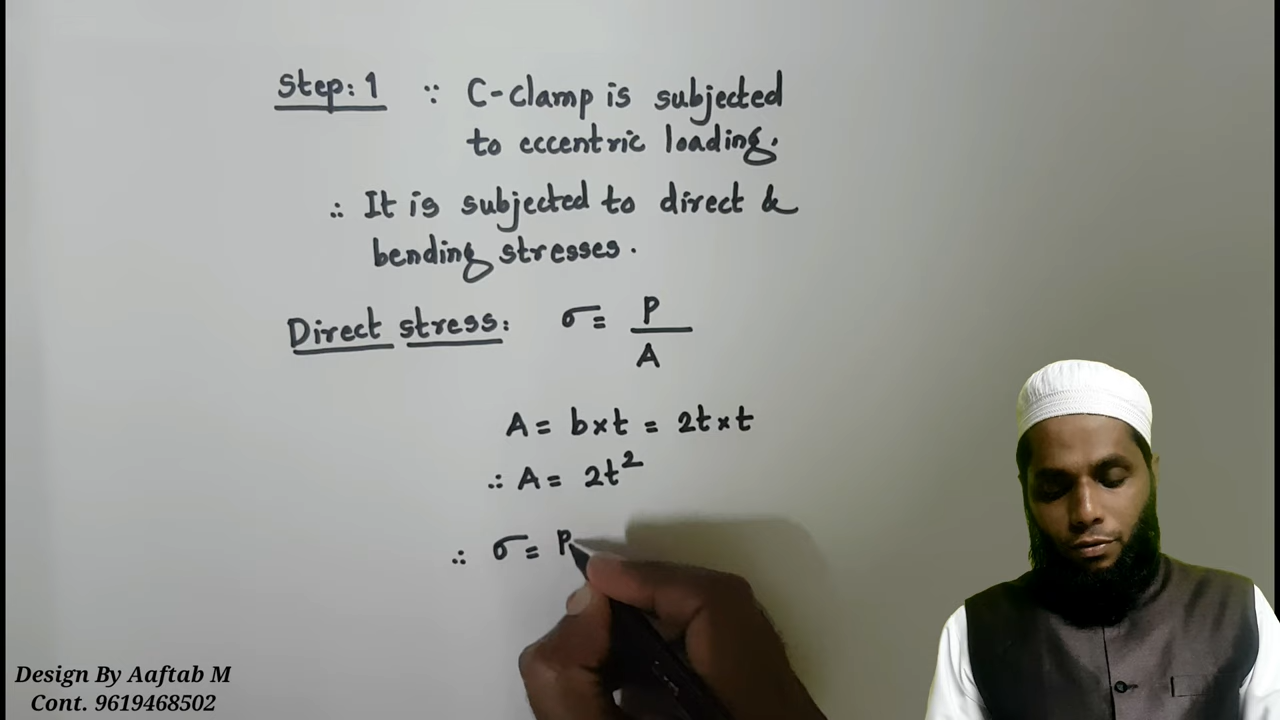 Step: 1 ∵ C-clamp is subjected
to eccentric loading.
∴ It is subjected to direct &
bending stresses.
Direct stress: σ = P
A
A = b×t = 2t×t
∴ A = 2t²
∴ σ = P
Design By Aaftab M
Cont. 9619468502